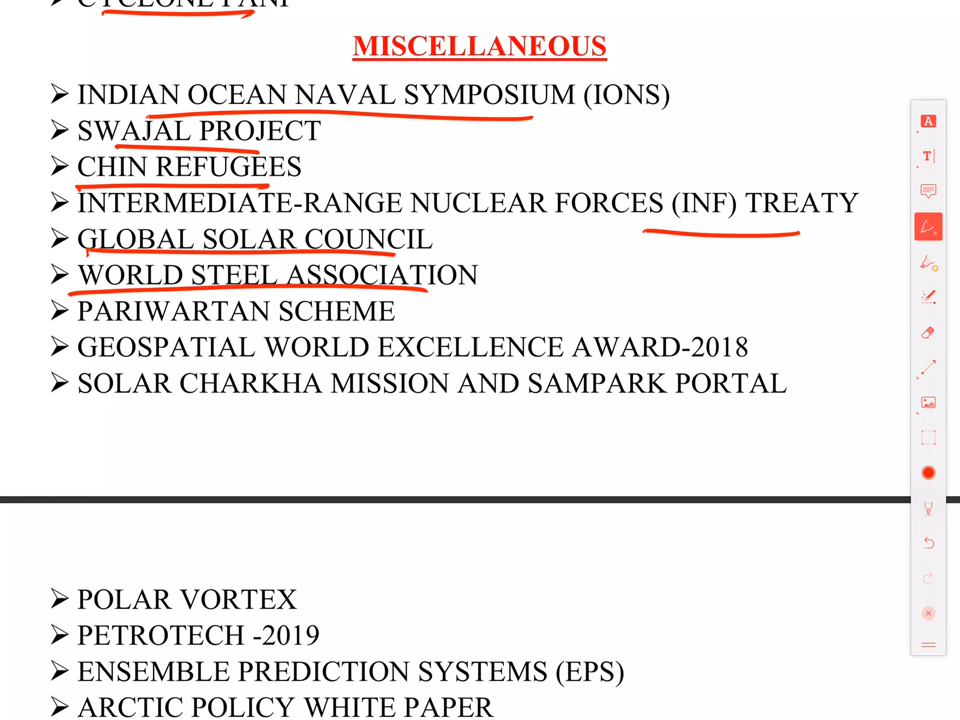 ➢ CYCLONE FANI
MISCELLANEOUS
➢ INDIAN OCEAN NAVAL SYMPOSIUM (IONS)
➢ SWAJAL PROJECT
➢ CHIN REFUGEES
➢ INTERMEDIATE-RANGE NUCLEAR FORCES (INF) TREATY
➢ GLOBAL SOLAR COUNCIL
➢ WORLD STEEL ASSOCIATION
➢ PARIWARTAN SCHEME
➢ GEOSPATIAL WORLD EXCELLENCE AWARD-2018
➢ SOLAR CHARKHA MISSION AND SAMPARK PORTAL
➢ POLAR VORTEX
➢ PETROTECH -2019
➢ ENSEMBLE PREDICTION SYSTEMS (EPS)
➢ ARCTIC POLICY WHITE PAPER
A
T